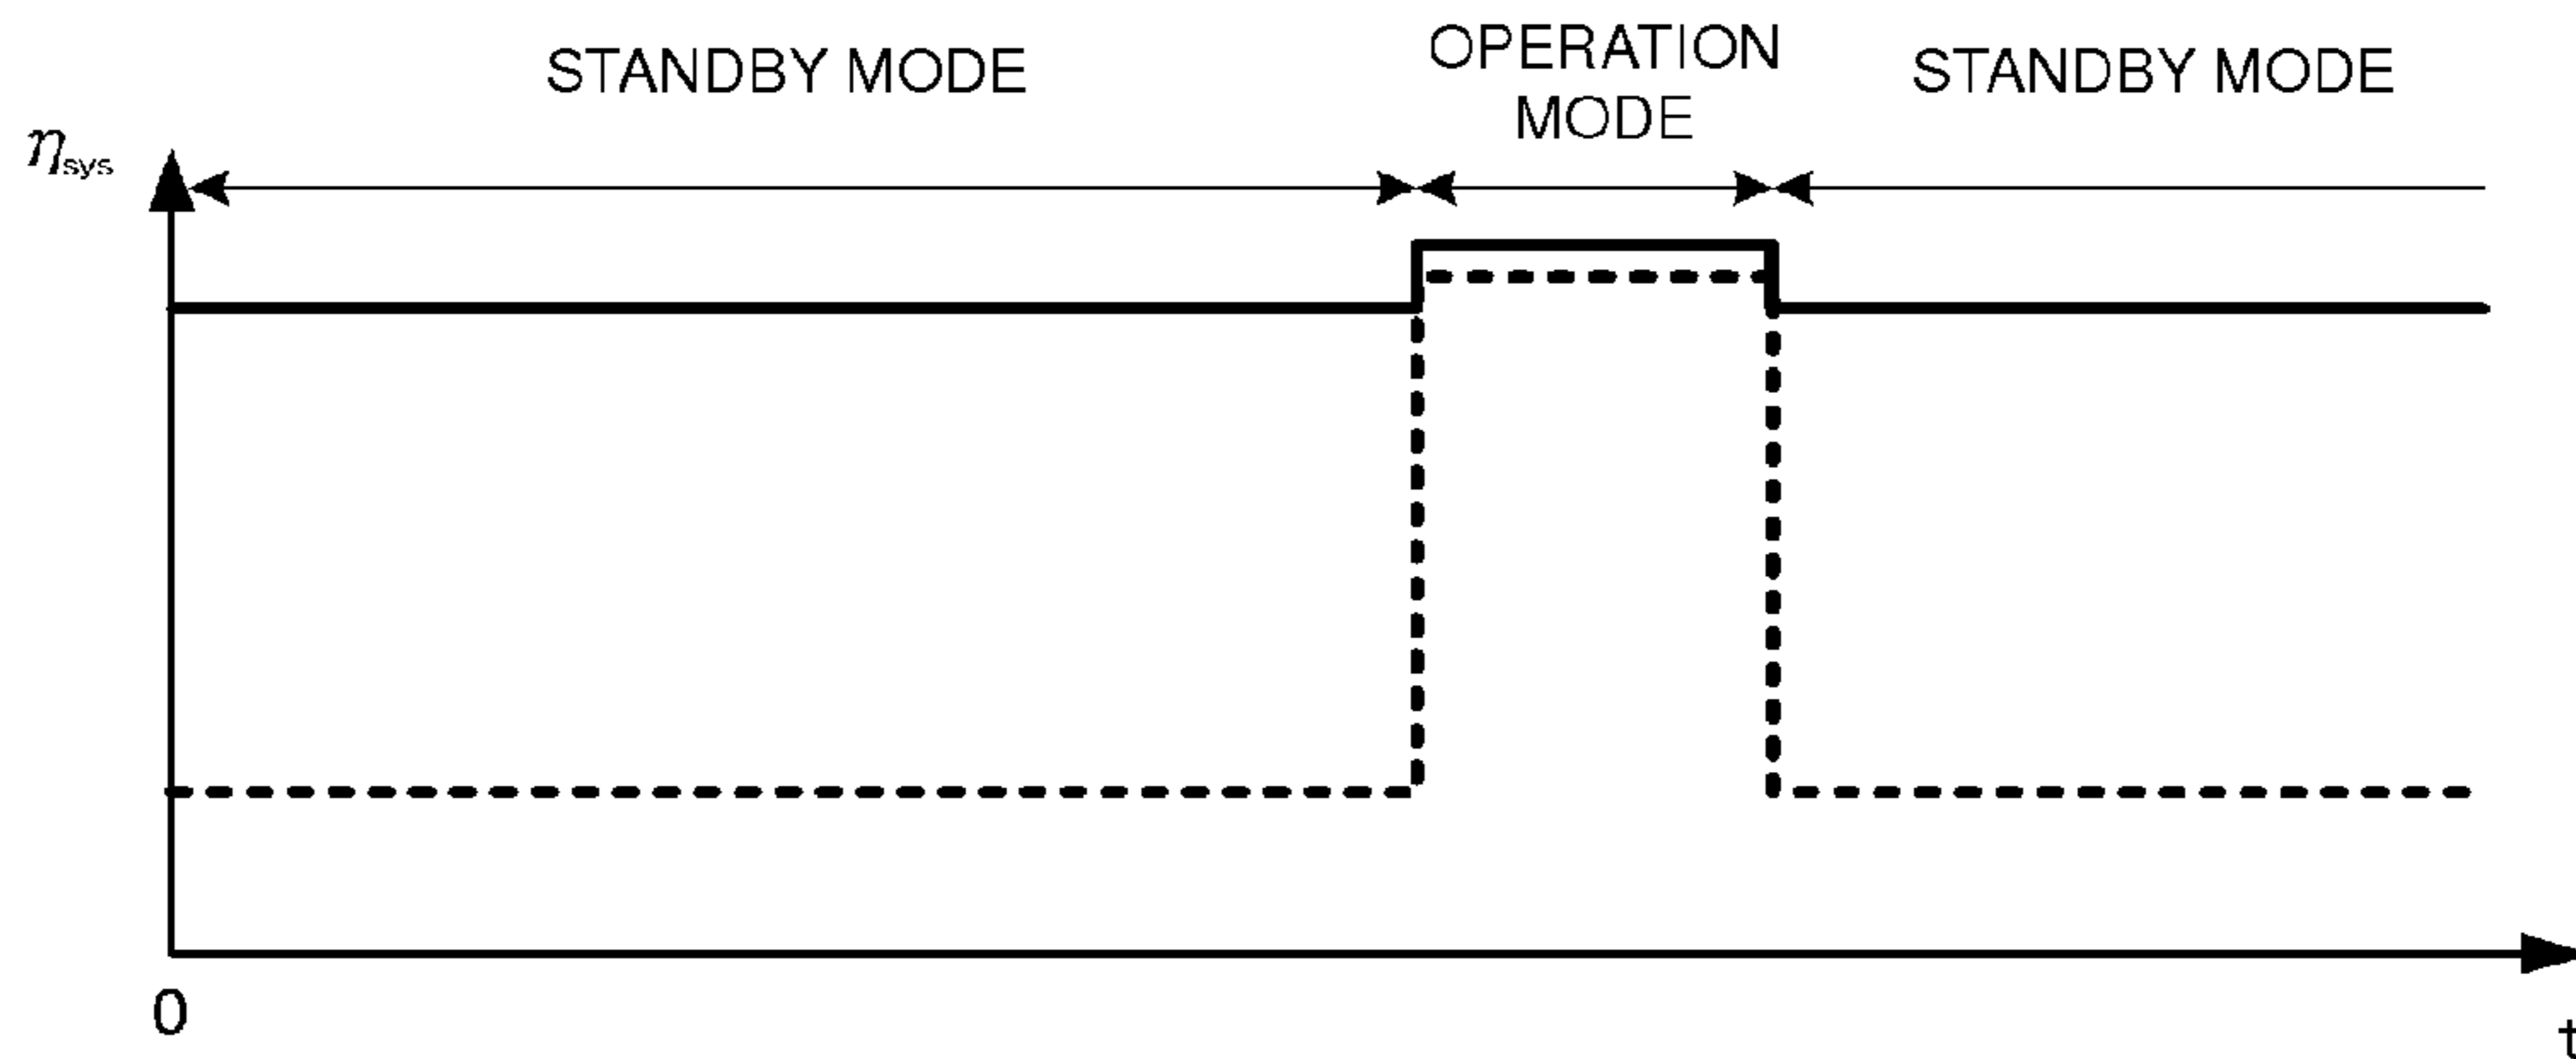 STANDBY MODE
OPERATION
MODE
STANDBY MODE
ηsys
0
t